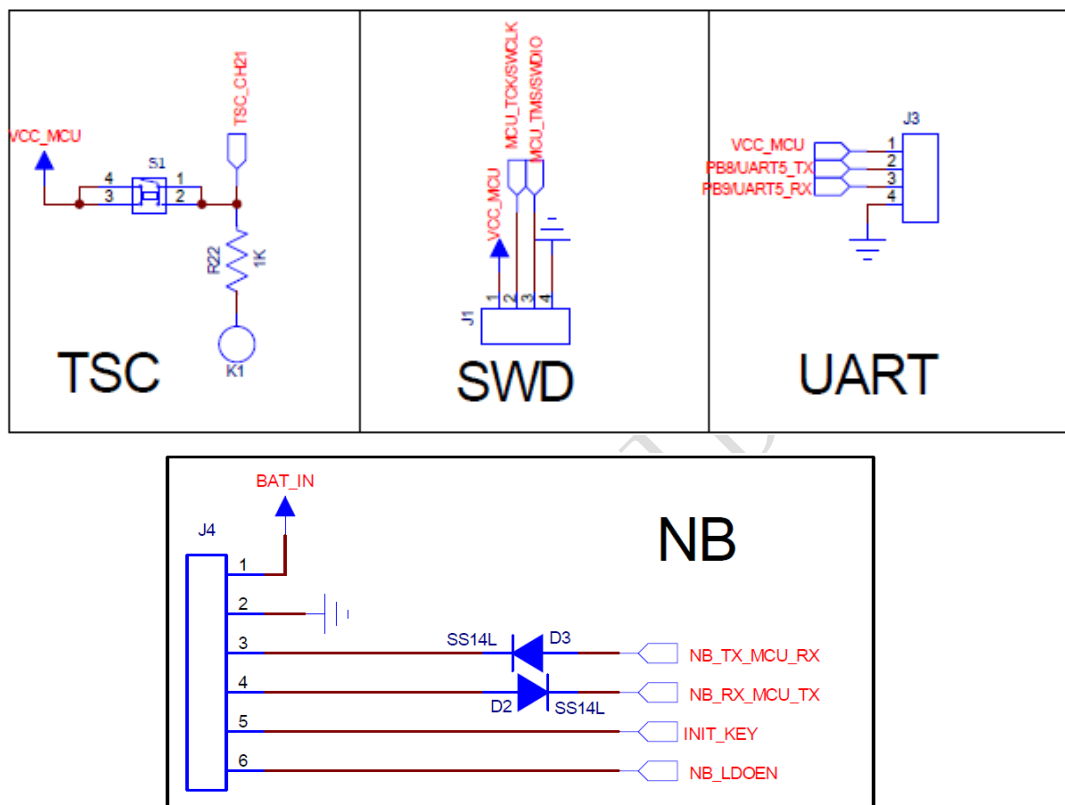 TSC_CH21
VCC_MCU
S1
4 1
3 2
R22
1K
K1
TSC
MCU_TCK/SWCLK
MCU_TMS/SWDIO
VCC_MCU
1 2 3 4
J1
SWD
J3
VCC_MCU 1
PB8/UART5_TX 2
PB9/UART5_RX 3
4
UART
BAT_IN
NB
J4
1
2
3 SS14L D3 NB_TX_MCU_RX
4 D2 SS14L NB_RX_MCU_TX
5 INIT_KEY
6 NB_LDOEN